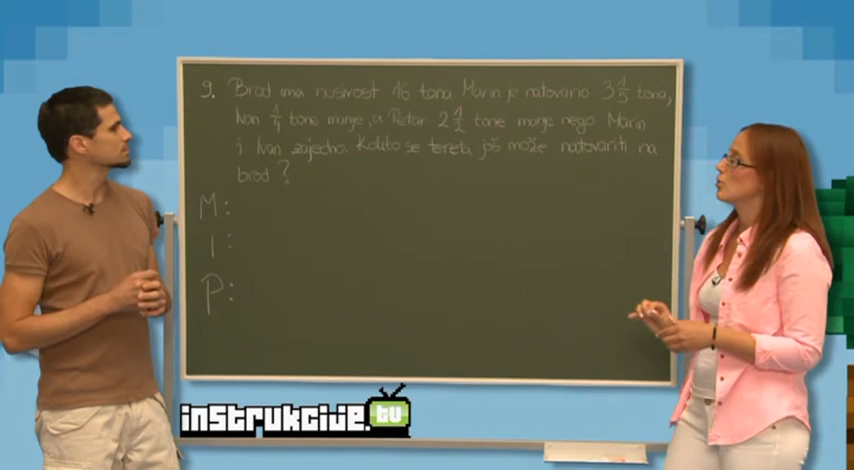 9. Brod ima nosivost 16 tona. Marin je natovario 3 1/5 tona,
Ivan 1/4 tone manje, a Petar 2 1/2 tone manje nego Marin
i Ivan zajedno. Koliko se tereta još može natovariti na
brod?
M:
I:
P:
instrukcije.tv